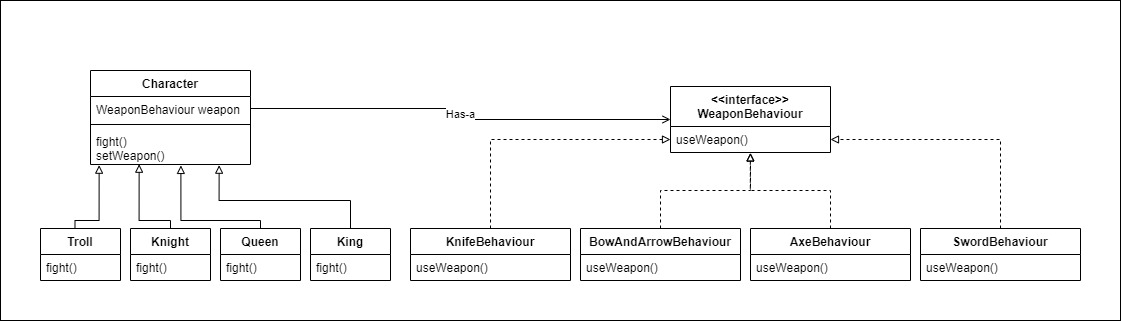 Character
WeaponBehaviour weapon
fight()
setWeapon()
Has-a
<<interface>>
WeaponBehaviour
useWeapon()
Troll
fight()
Knight
fight()
Queen
fight()
King
fight()
KnifeBehaviour
useWeapon()
BowAndArrowBehaviour
useWeapon()
AxeBehaviour
useWeapon()
SwordBehaviour
useWeapon()